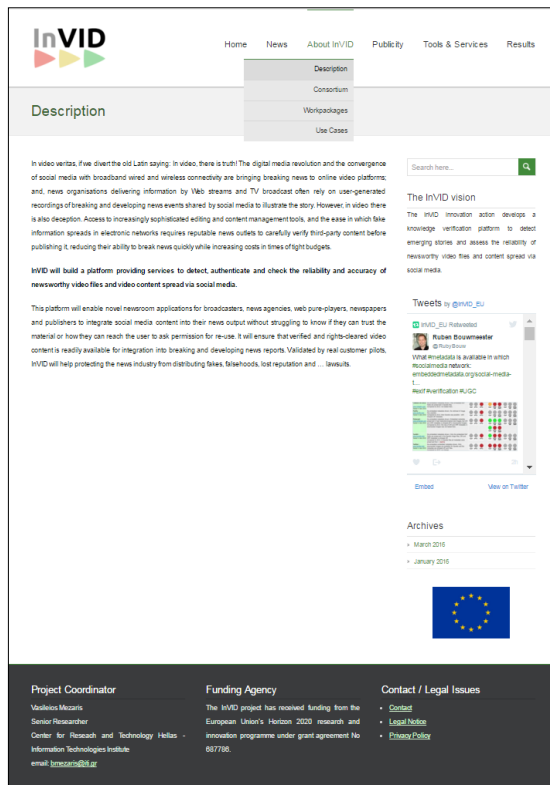 InVID
Home News About InVID Publicity Tools & Services Results
Description
Consortium
Workpackages
Use Cases
Description
In video veritas, if we divert the old Latin saying: In video, there is truth! The digital media revolution and the convergence
of social media with broadband wired and wireless connectivity are bringing breaking news to online video platforms;
and, news organisations delivering information by Web streams and TV broadcast often rely on user-generated
recordings of breaking and developing news events shared by social media to illustrate the story. However, in video there
is also deception. Access to increasingly sophisticated editing and content management tools, and the ease in which fake
information spreads in electronic networks requires reputable news outlets to carefully verify third-party content before
publishing it, reducing their ability to break news quickly while increasing costs in times of tight budgets.
InVID will build a platform providing services to detect, authenticate and check the reliability and accuracy of
newsworthy video files and video content spread via social media.
This platform will enable novel newsroom applications for broadcasters, news agencies, web pure-players, newspapers
and publishers to integrate social media content into their news output without struggling to know if they can trust the
material or how they can reach the user to ask permission for re-use. It will ensure that verified and rights-cleared video
content is readily available for integration into breaking and developing news reports. Validated by real customer pilots,
InVID will help protecting the news industry from distributing fakes, falsehoods, lost reputation and … lawsuits.
Search here...
The InVID vision
The InVID innovation action develops a
knowledge verification platform to detect
emerging stories and assess the reliability of
newsworthy video files and content spread via
social media.
Tweets by @InVID_EU
InVID_EU Retweeted
Ruben Bouwmeester
@RubyBouw
What #metadata is available in which
#socialmedia network:
embeddedmetadata.org/social-media-
t...
#exif #verification #UGC
Embed View on Twitter
Archives
March 2016
January 2016
Project Coordinator
Vasileios Mezaris
Senior Researcher
Center for Reseach and Technology Hellas -
Information Technologies Institute
email: bmezaris@iti.gr
Funding Agency
The InVID project has received funding from the
European Union's Horizon 2020 research and
innovation programme under grant agreement No
687786.
Contact / Legal Issues
Contact
Legal Notice
Privacy Policy